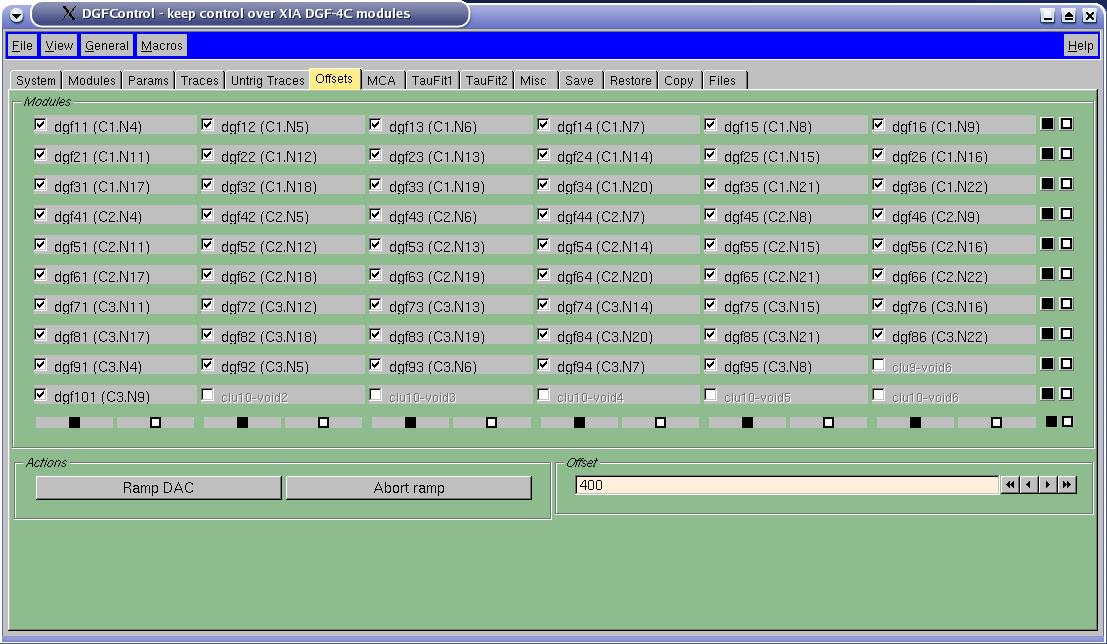 DGFControl - keep control over XIA DGF-4C modules
File View General Macros Help
System Modules Params Traces Untrig Traces Offsets MCA TauFit1 TauFit2 Misc Save Restore Copy Files
Modules
dgf11 (C1.N4) dgf12 (C1.N5) dgf13 (C1.N6) dgf14 (C1.N7) dgf15 (C1.N8) dgf16 (C1.N9)
dgf21 (C1.N11) dgf22 (C1.N12) dgf23 (C1.N13) dgf24 (C1.N14) dgf25 (C1.N15) dgf26 (C1.N16)
dgf31 (C1.N17) dgf32 (C1.N18) dgf33 (C1.N19) dgf34 (C1.N20) dgf35 (C1.N21) dgf36 (C1.N22)
dgf41 (C2.N4) dgf42 (C2.N5) dgf43 (C2.N6) dgf44 (C2.N7) dgf45 (C2.N8) dgf46 (C2.N9)
dgf51 (C2.N11) dgf52 (C2.N12) dgf53 (C2.N13) dgf54 (C2.N14) dgf55 (C2.N15) dgf56 (C2.N16)
dgf61 (C2.N17) dgf62 (C2.N18) dgf63 (C2.N19) dgf64 (C2.N20) dgf65 (C2.N21) dgf66 (C2.N22)
dgf71 (C3.N11) dgf72 (C3.N12) dgf73 (C3.N13) dgf74 (C3.N14) dgf75 (C3.N15) dgf76 (C3.N16)
dgf81 (C3.N17) dgf82 (C3.N18) dgf83 (C3.N19) dgf84 (C3.N20) dgf85 (C3.N21) dgf86 (C3.N22)
dgf91 (C3.N4) dgf92 (C3.N5) dgf93 (C3.N6) dgf94 (C3.N7) dgf95 (C3.N8) clu9-void6
dgf101 (C3.N9) clu10-void2 clu10-void3 clu10-void4 clu10-void5 clu10-void6
Actions
Ramp DAC Abort ramp
Offset
400